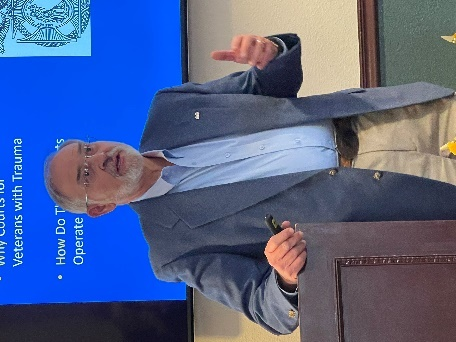 Why Courts for
Veterans with Trauma
How Do T
Operate